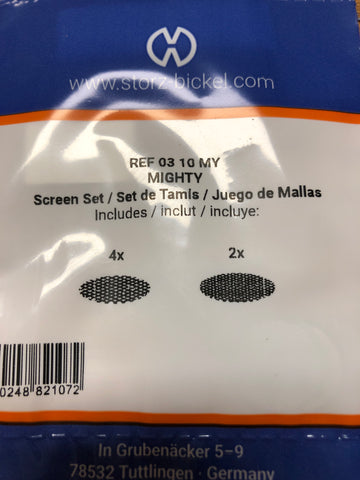 www.storz-bickel.com
REF 03 10 MY
MIGHTY
Screen Set / Set de Tamis / Juego de Mallas
Includes / inclut / incluye:
4x 2x
0248 821072
In Grubenäcker 5–9
78532 Tuttlingen · Germany